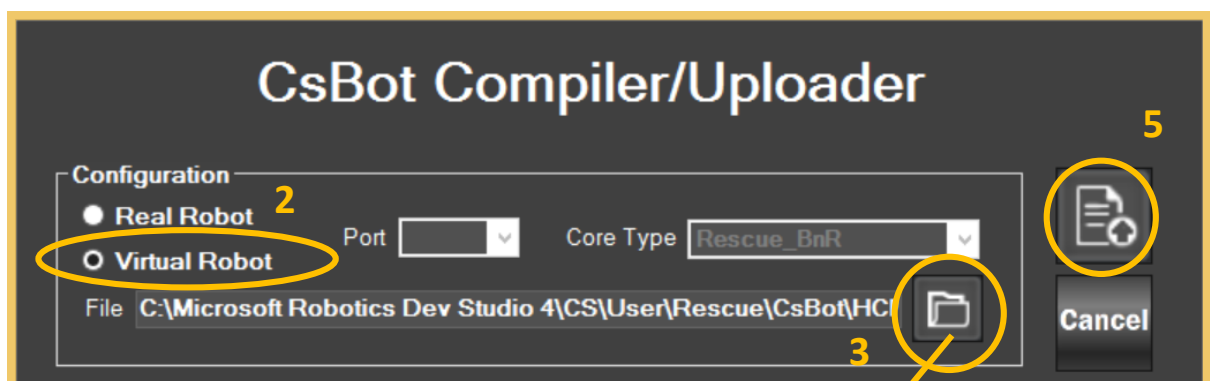 CsBot Compiler/Uploader
5
Configuration
2
Real Robot
Port
Core Type Rescue_BnR
Virtual Robot
File C:\Microsoft Robotics Dev Studio 4\CS\User\Rescue\CsBot\HCI
3
Cancel